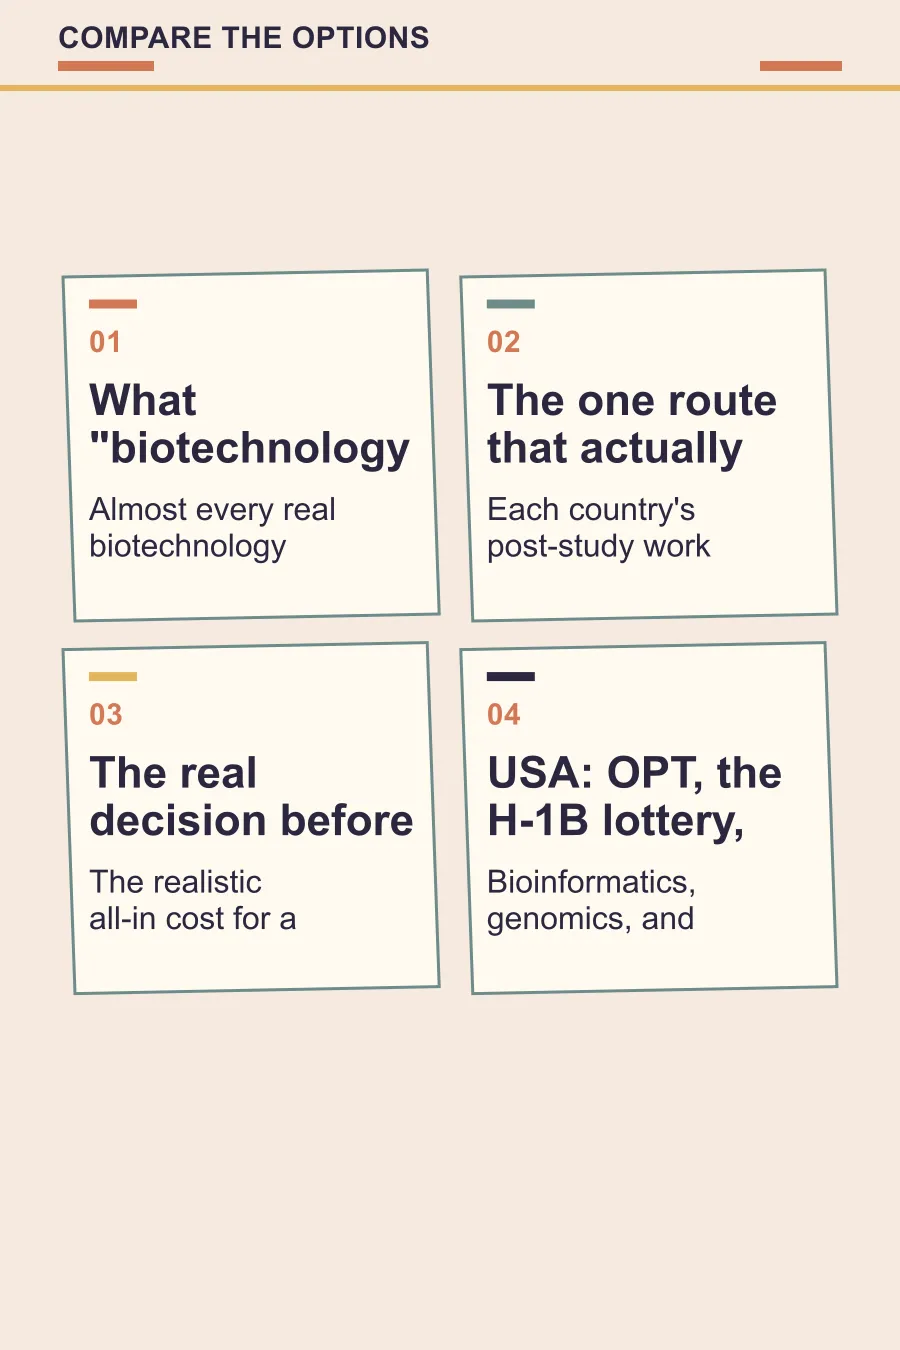 COMPARE THE OPTIONS
01
What
"biotechnology
Almost every real
biotechnology
02
The one route
that actually
Each country's
post-study work
03
The real
decision before
The realistic
all-in cost for a
04
USA: OPT, the
H-1B lottery,
Bioinformatics,
genomics, and